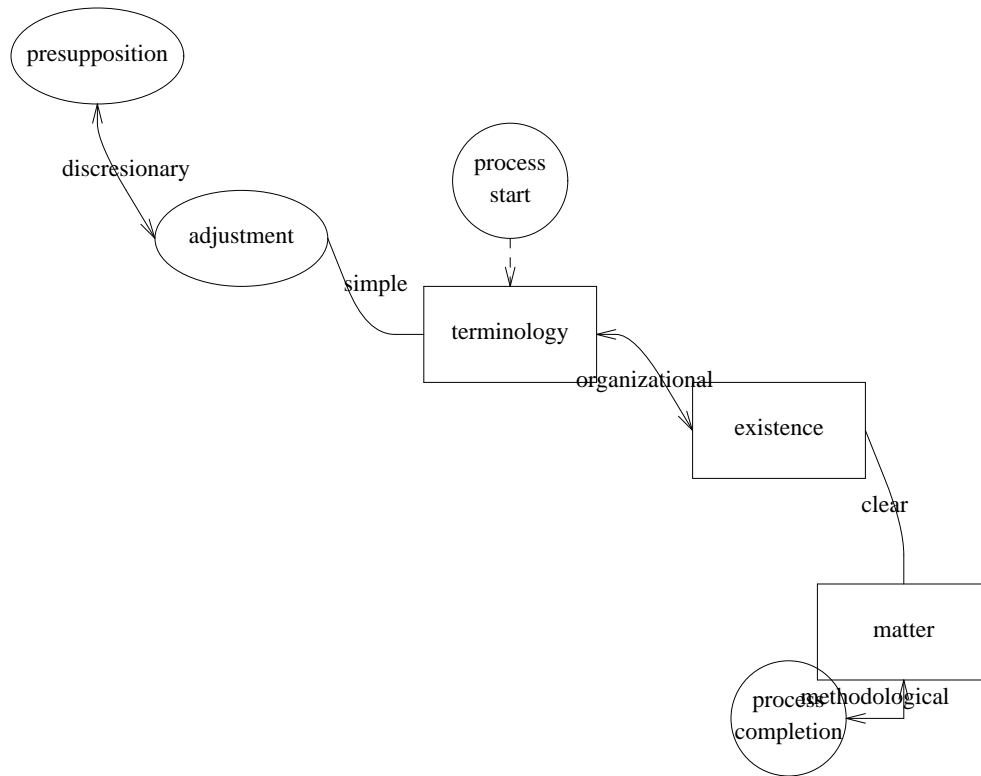 presupposition
discresionary
process
start
adjustment
simple
terminology
organizational
existence
clear
matter
methodological
process
completion